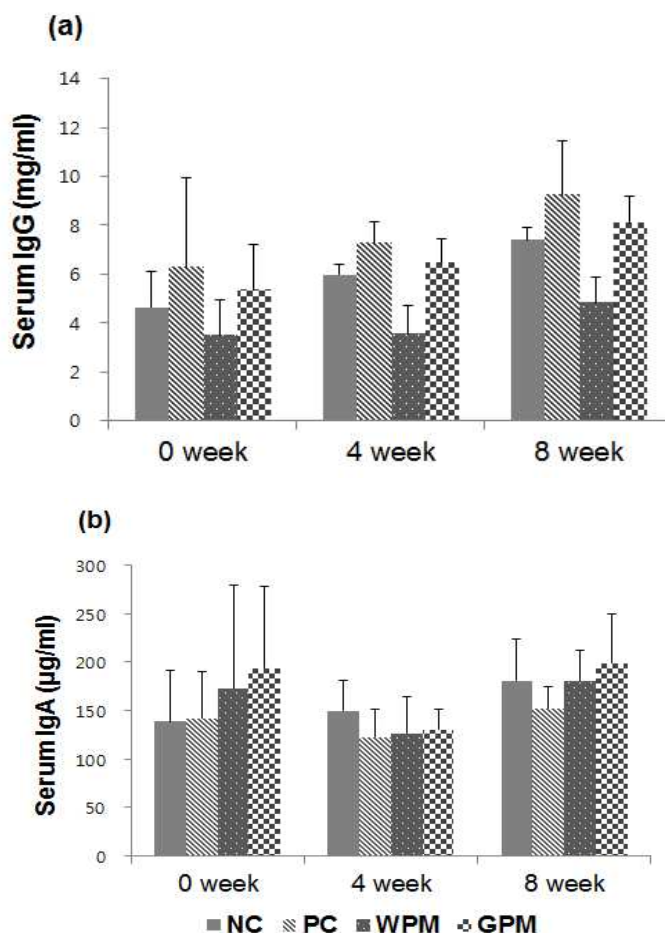 (a)
Serum IgG (mg/ml)
14
12
10
8
6
4
2
0
0 week 4 week 8 week
(b)
Serum IgA (µg/ml)
300
250
200
150
100
50
0
0 week 4 week 8 week
NC PC WPM GPM